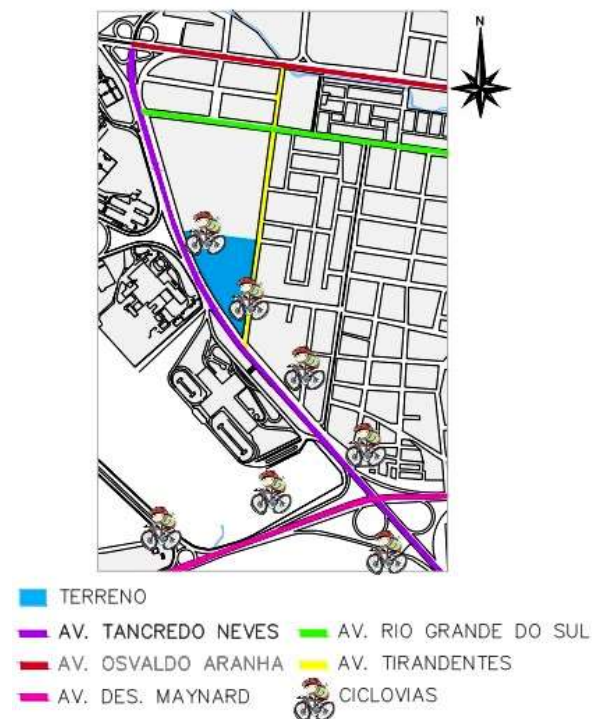 N
TERRENO
AV. TANCREDO NEVES
AV. RIO GRANDE DO SUL
AV. OSVALDO ARANHA
AV. TIRANDENTES
AV. DES. MAYNARD
CICLOVIAS